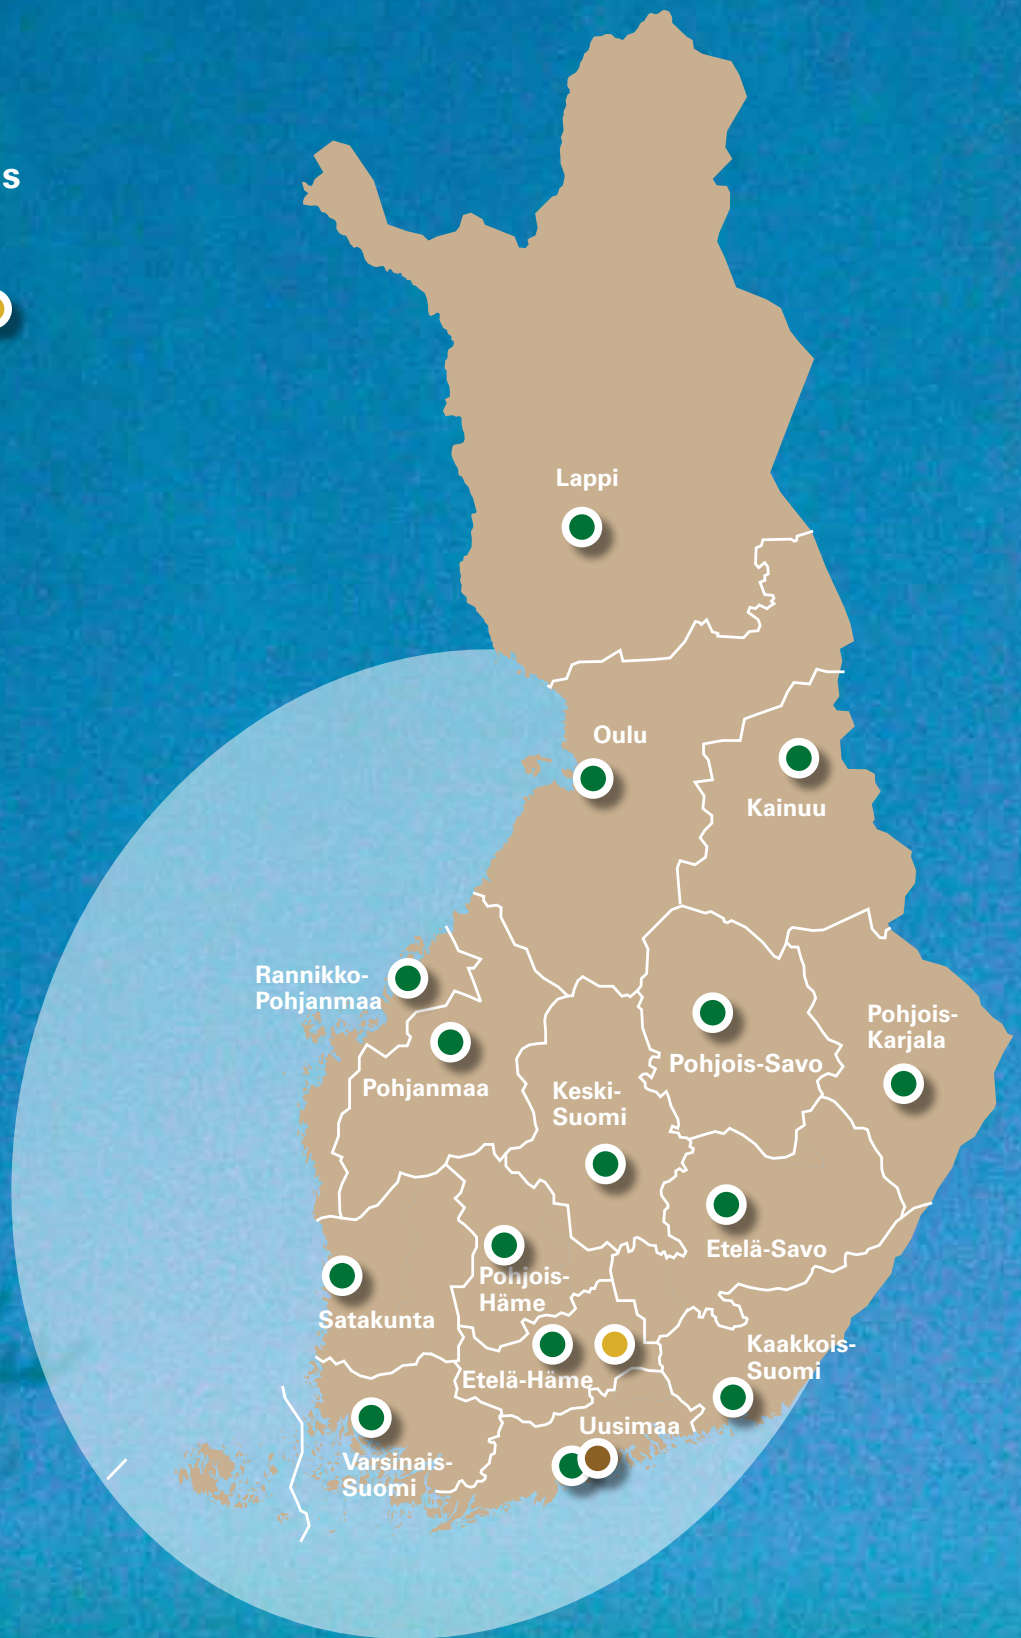 s
Lappi
Oulu
Kainuu
Rannikko-
Pohjanmaa
Pohjanmaa
Keski-
Suomi
Pohjois-Savo
Pohjois-
Karjala
Etelä-Savo
Pohjois-
Häme
Satakunta
Etelä-Häme
Kaakkois-
Suomi
Uusimaa
Varsinais-
Suomi